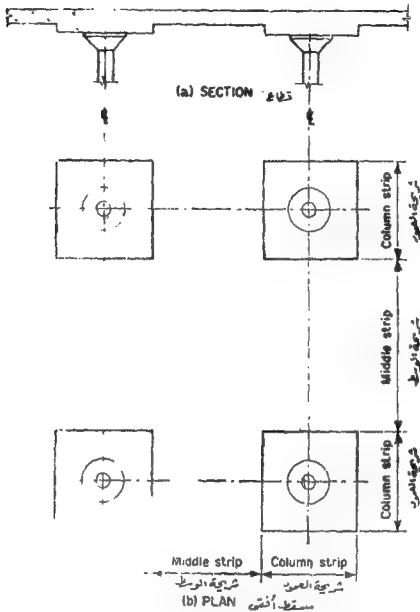 (a) SECTION قطاع
Column strip
شريحة العمود
Middle strip
شريحة الوسط
Column strip
شريحة العمود
Middle strip
شريحة الوسط
Column strip
شريحة العمود
(b) PLAN مسقط أفقى